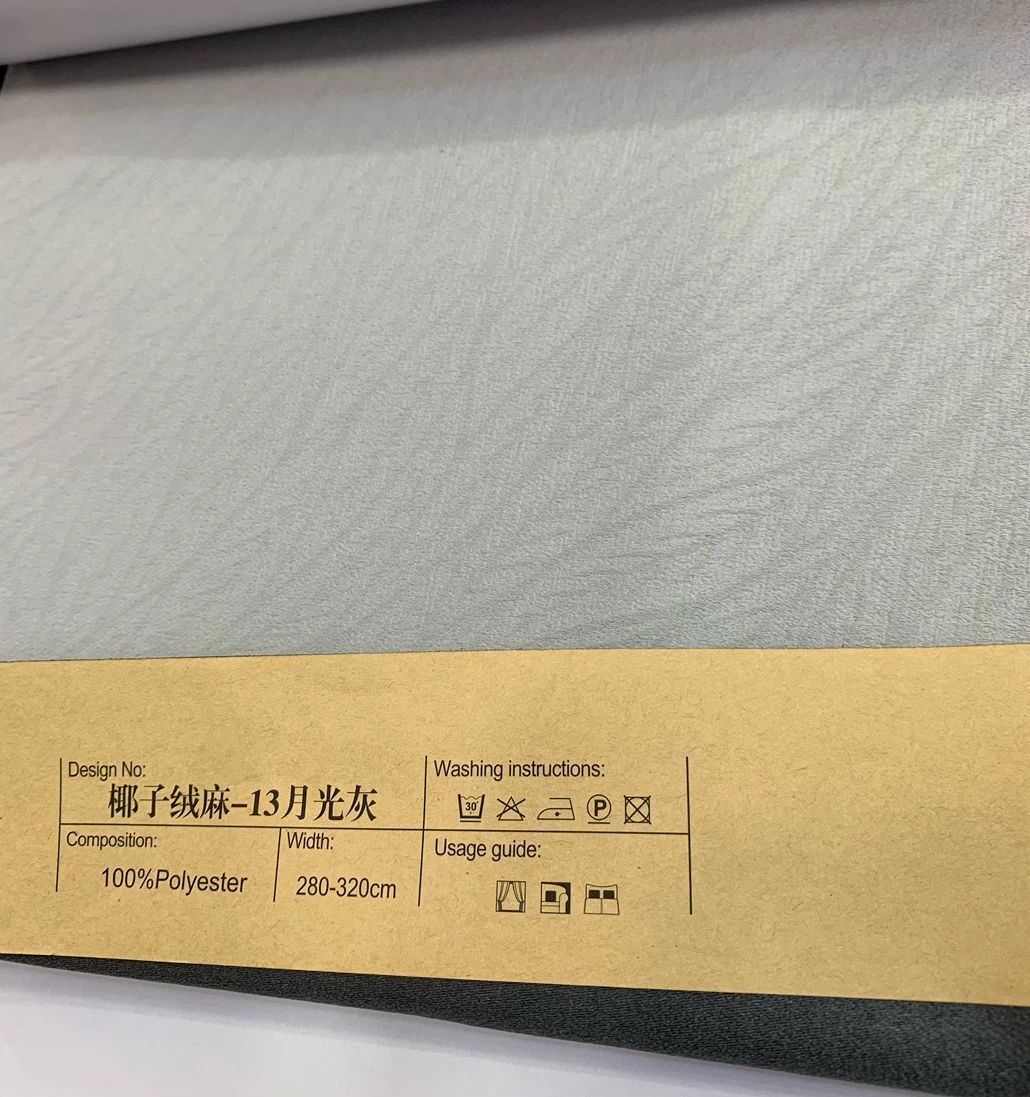 Design No:
椰子绒麻-13月光灰
Composition:
100%Polyester
Width:
280-320cm
Washing instructions:
30° P
Usage guide: